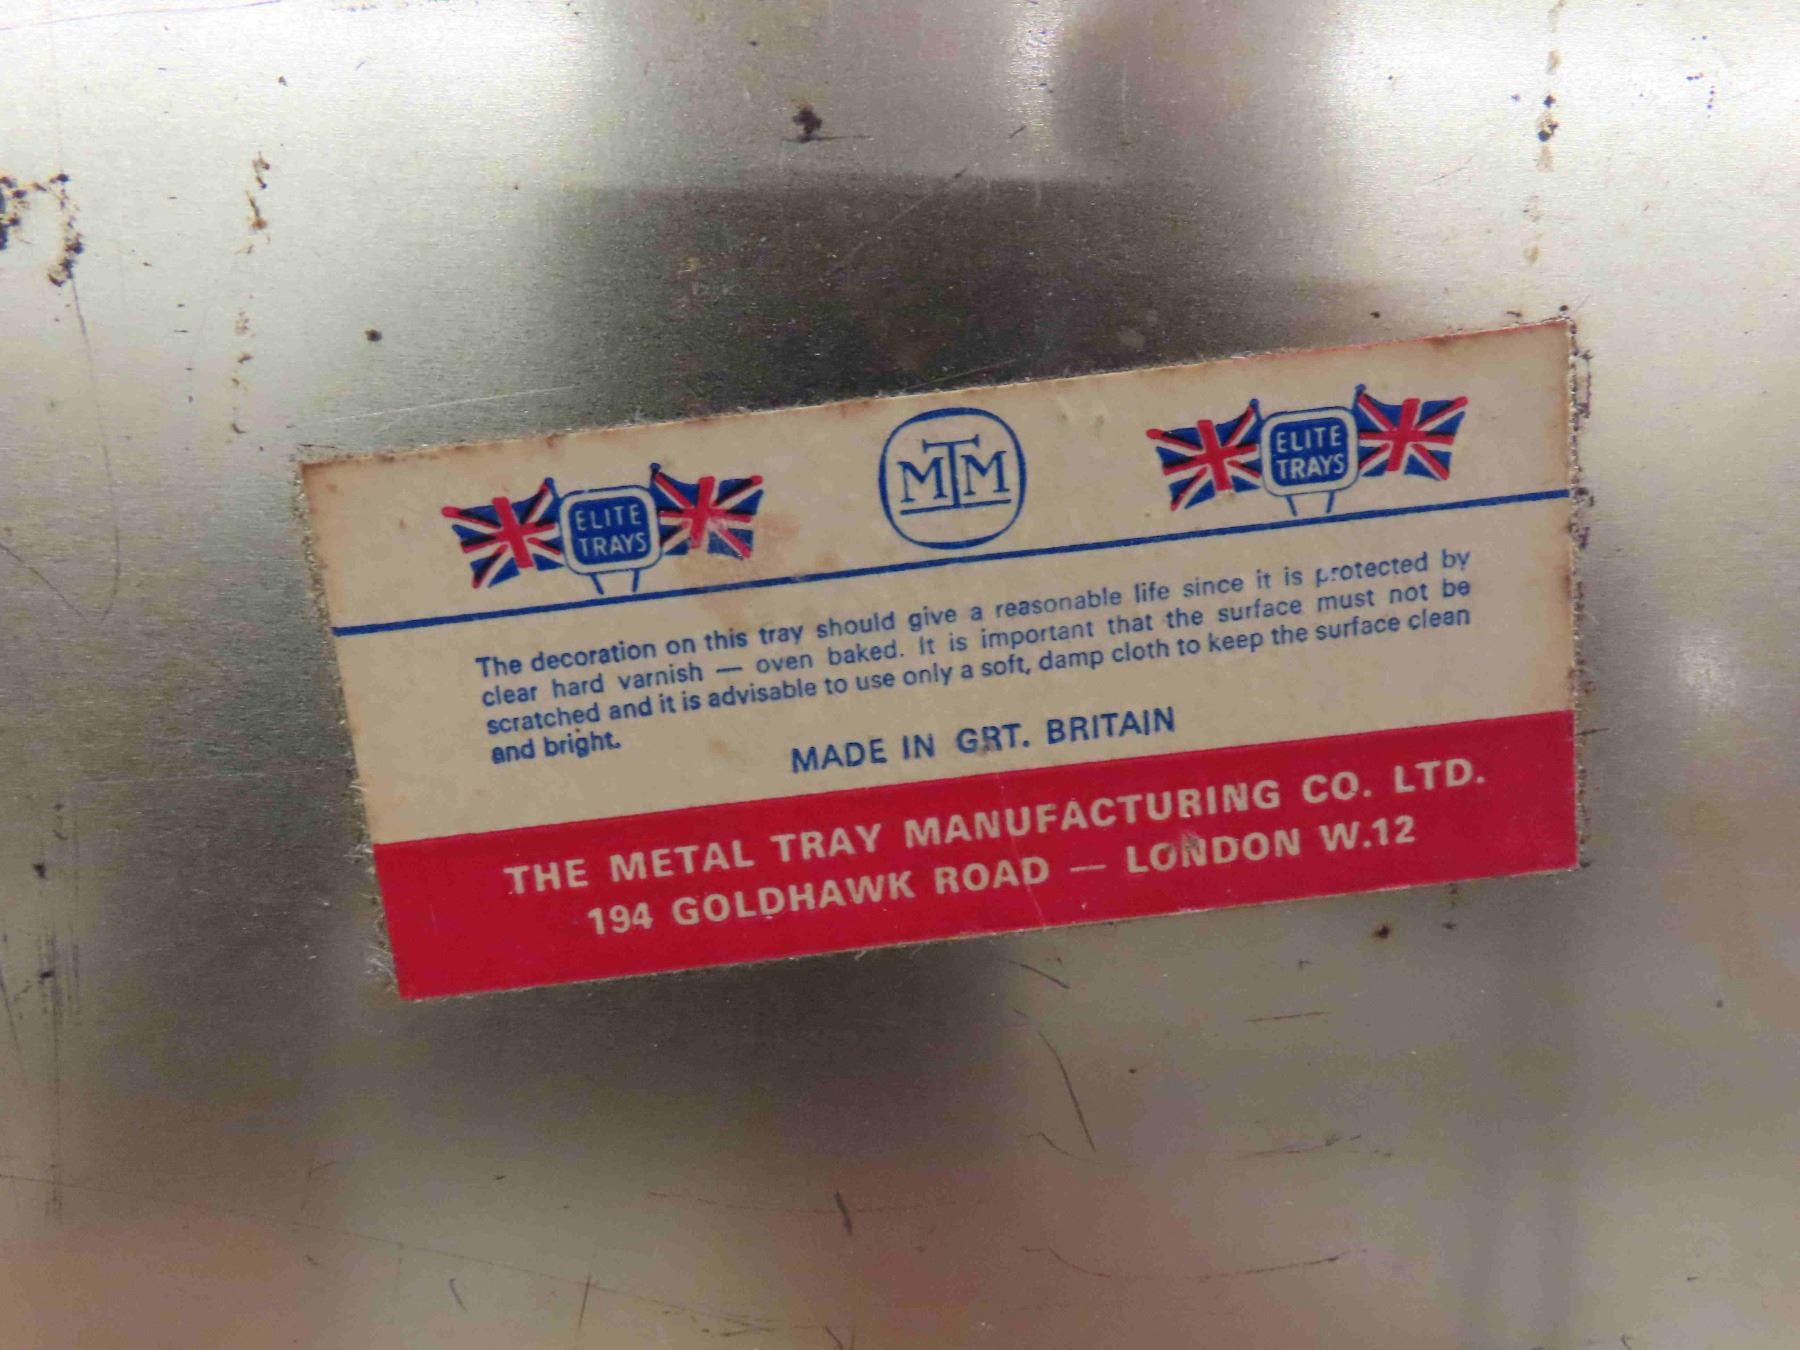 ELITE
TRAYS
MTM
ELITE
TRAYS
The decoration on this tray should give a reasonable life since it is protected by
clear hard varnish — oven baked. It is important that the surface must not be
scratched and it is advisable to use only a soft, damp cloth to keep the surface clean
and bright.
MADE IN GRT. BRITAIN
THE METAL TRAY MANUFACTURING CO. LTD.
194 GOLDHAWK ROAD — LONDON W.12